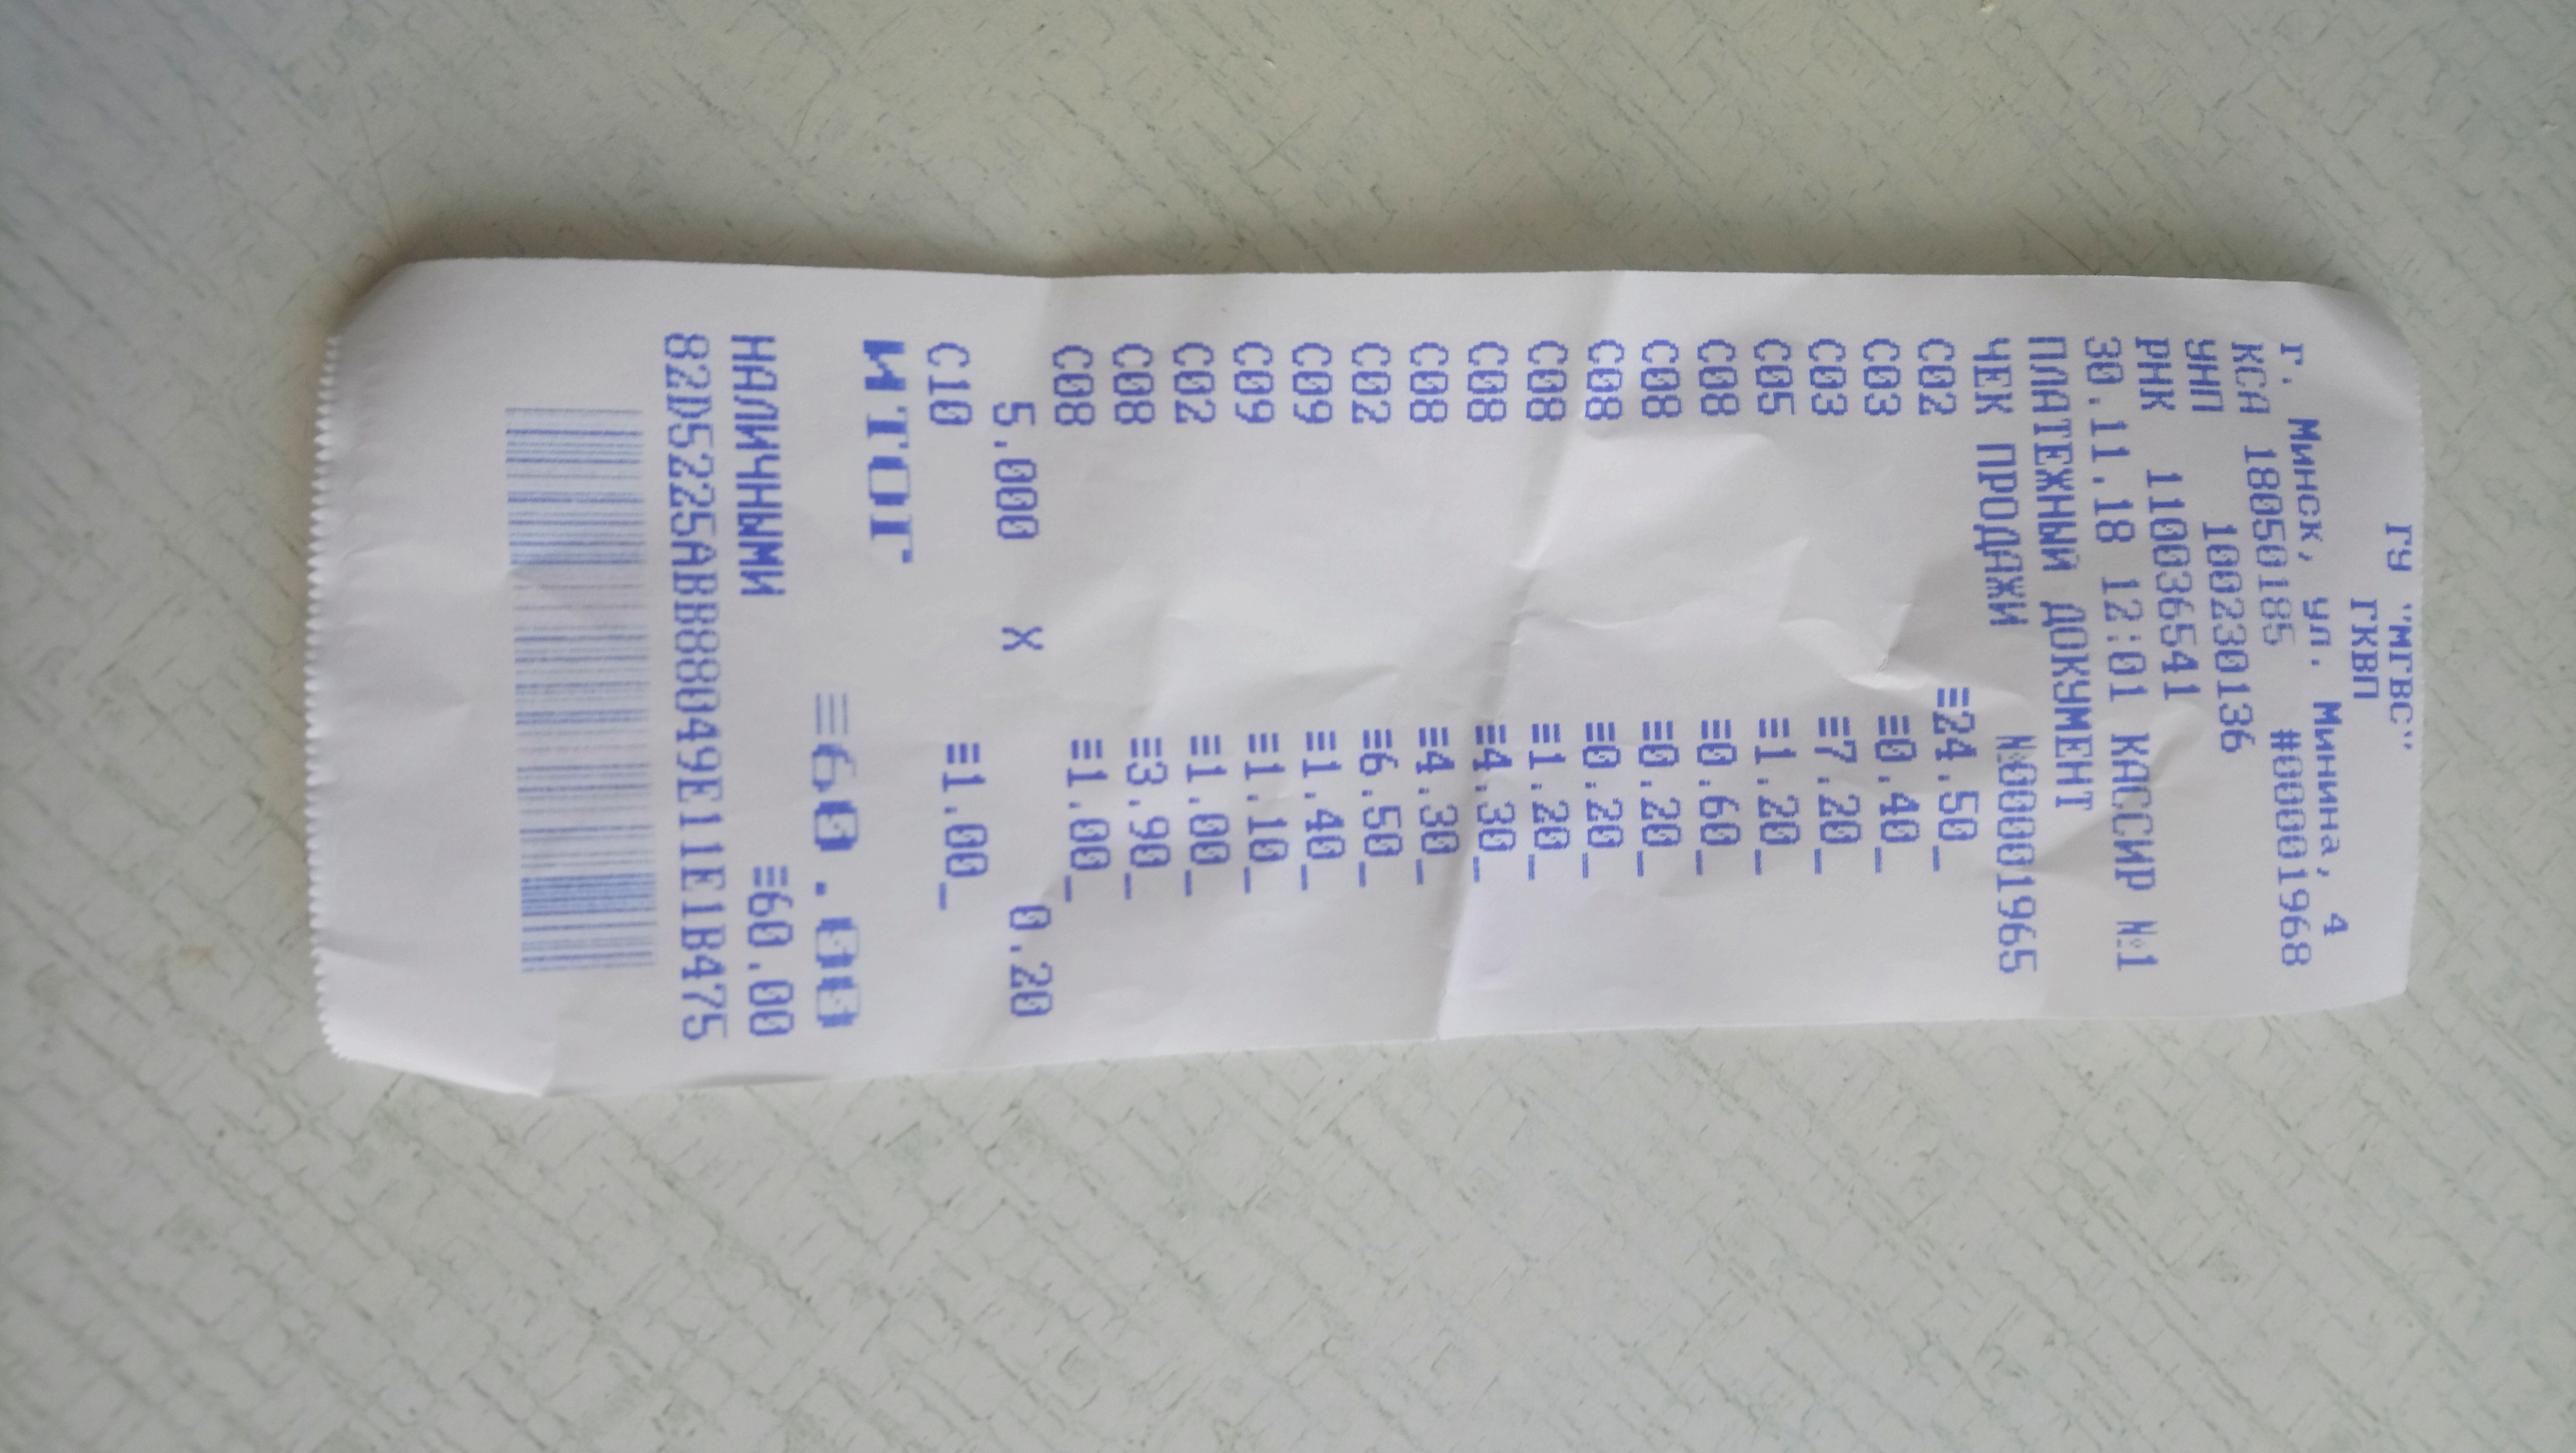 ГУ "МГВС"
ГКВП
г. Минск, ул. Минина, 4
КСА 18050185 #00001968
УНП 100230136
РНК 110036541
30.11.18 12:01 КАССИР №1
ПЛАТЕЖНЫЙ ДОКУМЕНТ
ЧЕК ПРОДАЖИ №00001965
С02 ≡24.50_
С03 ≡0.40_
С03 ≡7.20_
С05 ≡1.20_
С08 ≡0.60_
С08 ≡0.20_
С08 ≡0.20_
С08 ≡1.20_
С08 ≡4.30_
С08 ≡4.30_
С02 ≡6.50_
С09 ≡1.40_
С09 ≡1.10_
С02 ≡1.00_
С08 ≡3.90_
С08 ≡1.00_
5.000 X 0.20
С10 ≡1.00_
ИТОГ ≡60.00
НАЛИЧНЫМИ ≡60.00
82D5225ABB88049E11E1B475